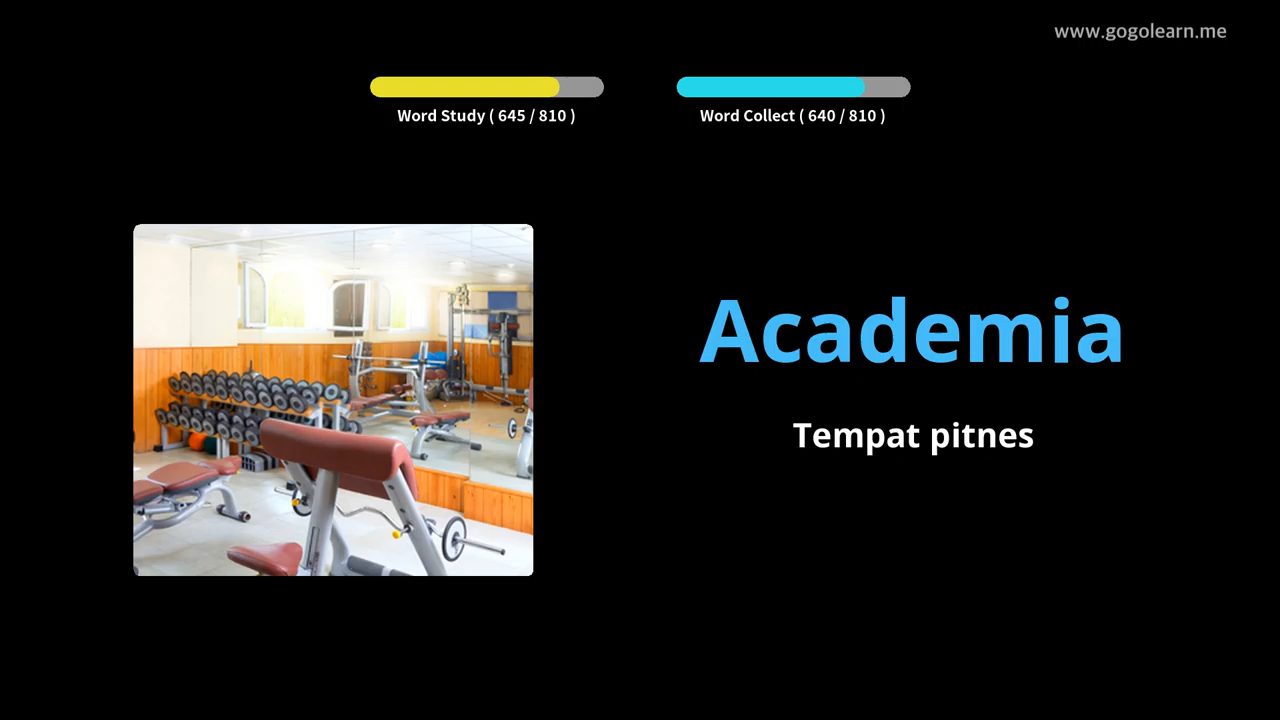 www.gogolearn.me
Word Study ( 645 / 810 )
Word Collect ( 640 / 810 )
Academia
Tempat pitnes